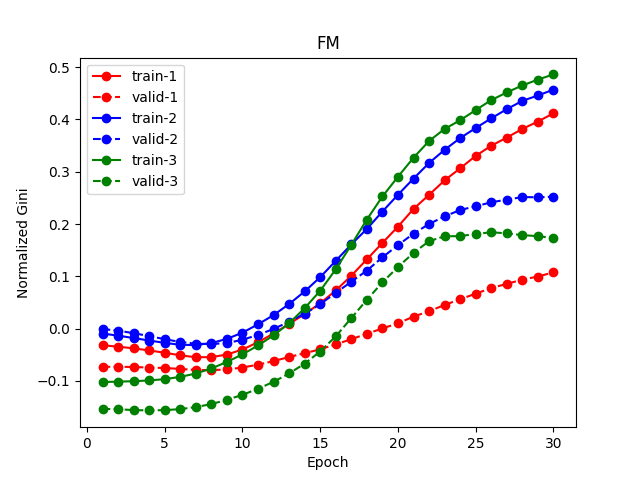 FM
train-1
valid-1
train-2
valid-2
train-3
valid-3
Normalized Gini
0.5
0.4
0.3
0.2
0.1
0.0
−0.1
0
5
10
15
20
25
30
Epoch